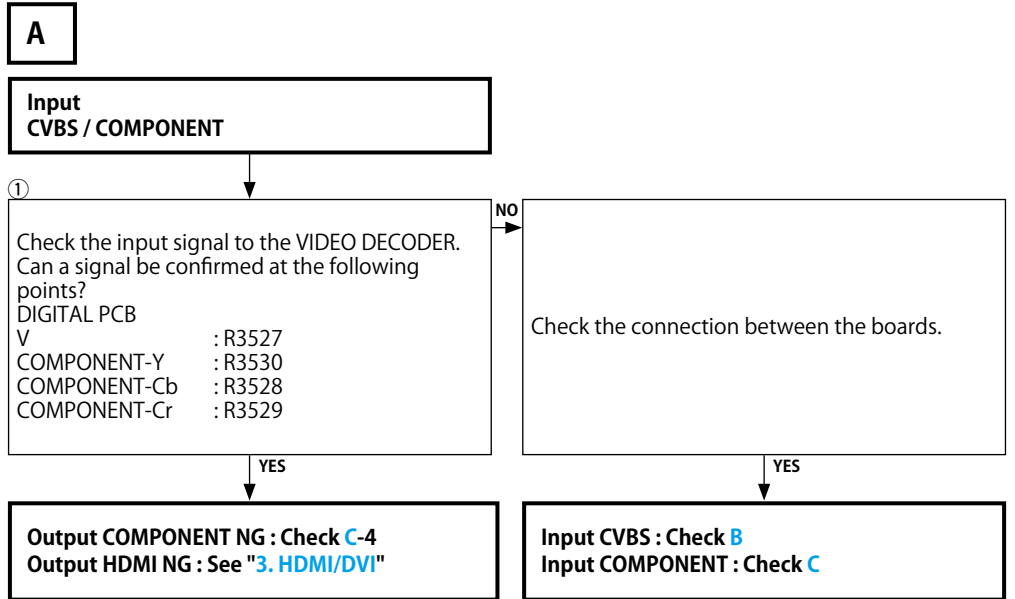 A
Input
CVBS / COMPONENT
①
Check the input signal to the VIDEO DECODER.
Can a signal be confirmed at the following
points?
DIGITAL PCB
V : R3527
COMPONENT-Y : R3530
COMPONENT-Cb : R3528
COMPONENT-Cr : R3529
NO
Check the connection between the boards.
YES
Output COMPONENT NG : Check C-4
Output HDMI NG : See "3. HDMI/DVI"
YES
Input CVBS : Check B
Input COMPONENT : Check C